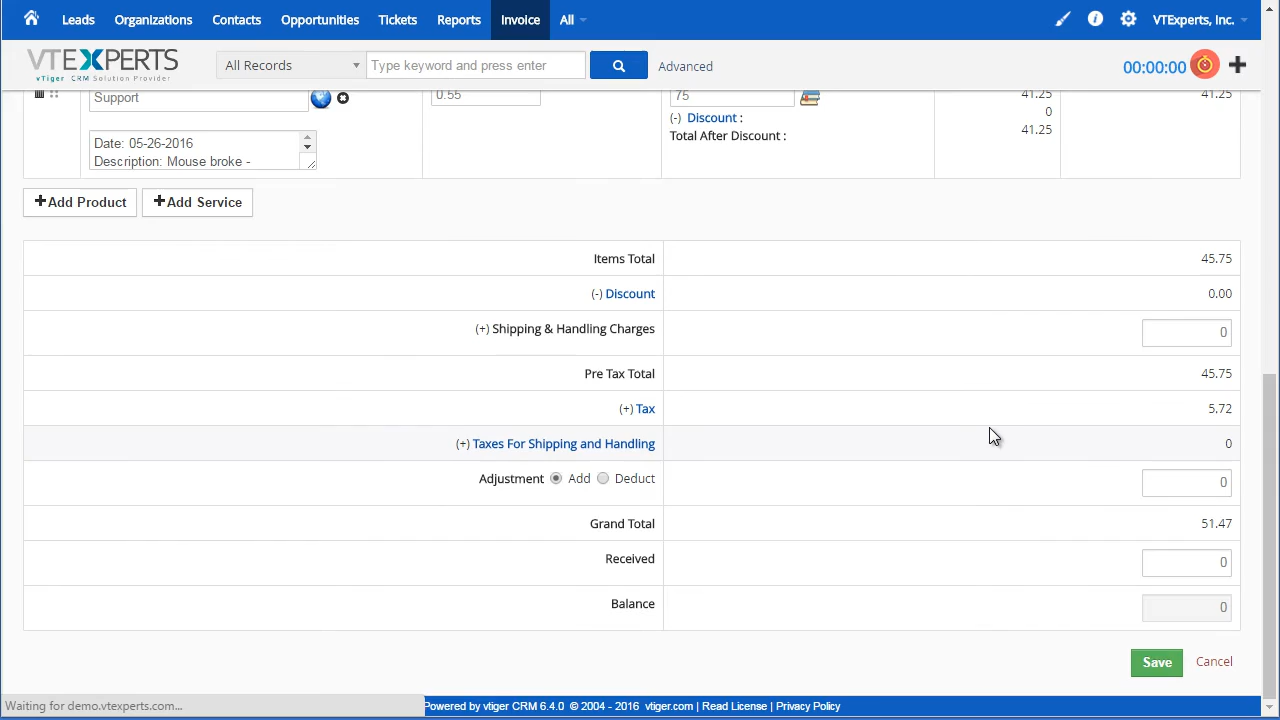 Leads Organizations Contacts Opportunities Tickets Reports Invoice All VTExperts, Inc.
VTEXPERTS
vTiger CRM Solution Provider
All Records Type keyword and press enter Advanced 00:00:00
Support 0.55 75 41.25 41.25
(-) Discount : 0
Total After Discount : 41.25
Date: 05-26-2016
Description: Mouse broke -
+Add Product +Add Service
Items Total 45.75
(-) Discount 0.00
(+) Shipping & Handling Charges 0
Pre Tax Total 45.75
(+) Tax 5.72
(+) Taxes For Shipping and Handling 0
Adjustment Add Deduct 0
Grand Total 51.47
Received 0
Balance 0
Save Cancel
Waiting for demo.vtexperts.com... Powered by vtiger CRM 6.4.0 © 2004 - 2016 vtiger.com | Read License | Privacy Policy